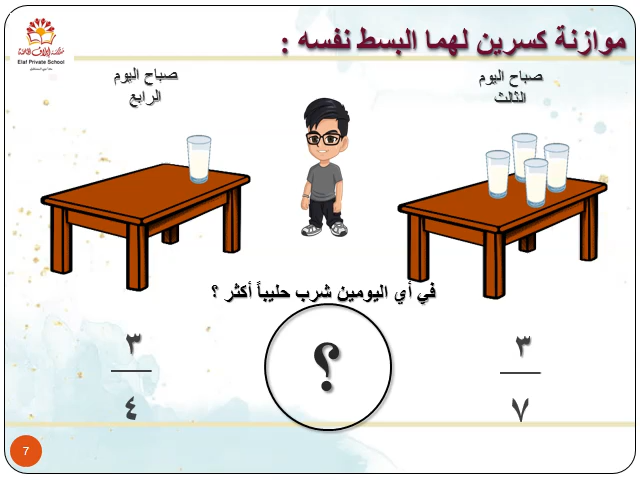 موازنة كسرين لهما البسط نفسه :
Elaf Private School
صباح اليوم
الثالث
صباح اليوم
الرابع
في أي اليومين شرب حليباً أكثر ؟
٣
٧
؟
٣
٤
7